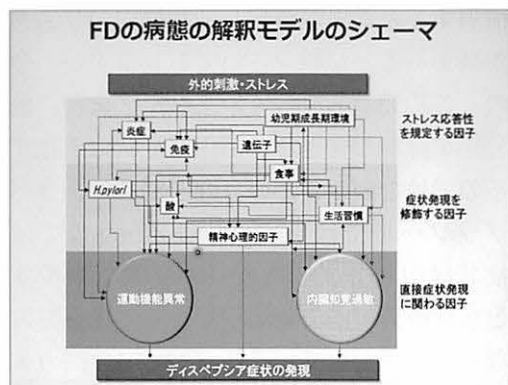 FDの病態の解釈モデルのシェーマ
外的刺激・ストレス
幼児期成長期環境
炎症
遺伝子
免疫
食事
H.pylori
酸
生活習慣
精神心理的因子
ストレス応答性
を規定する因子
症状発現を
修飾する因子
運動機能異常
内臓知覚過敏
直接症状発現
に関わる因子
ディスペプシア症状の発現